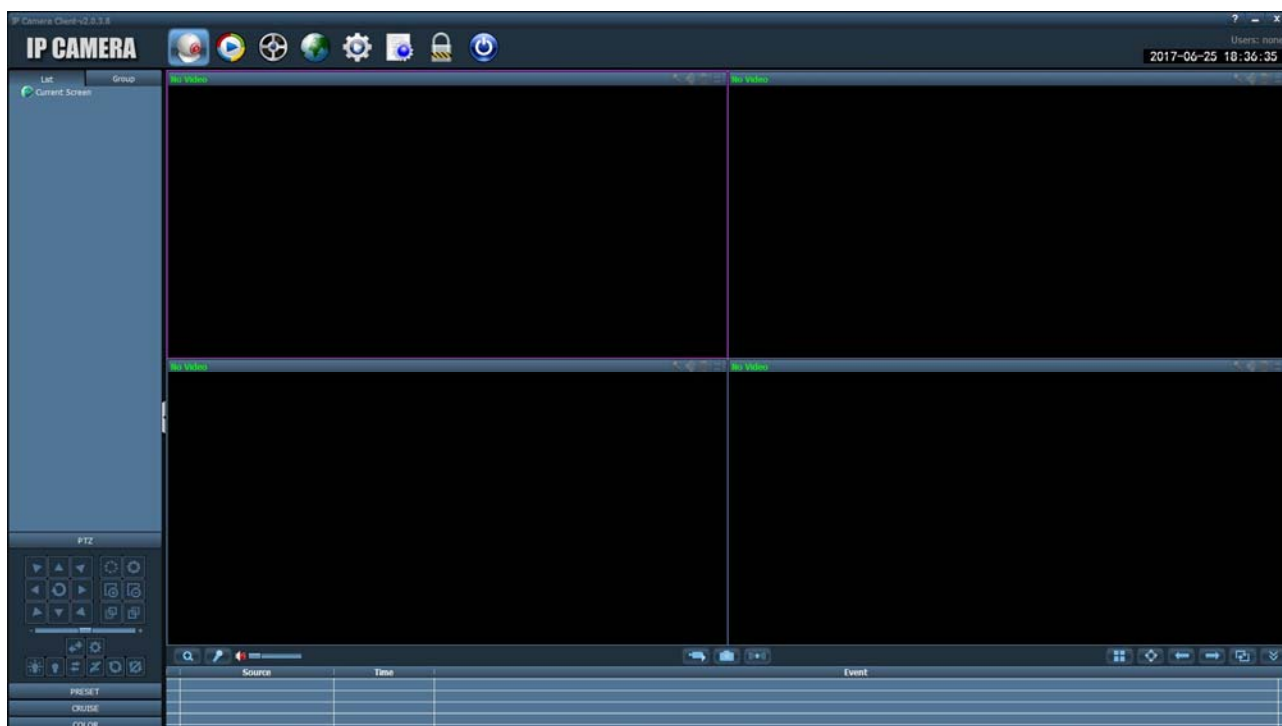 IP Camera Client-v2.0.3.8
? – X
IP CAMERA
Users: none
2017-06-25 18:36:35
List Group
Current Screen
No Video
No Video
No Video
No Video
PTZ
- +
Source Time Event
PRESET
CRUISE
COLOR